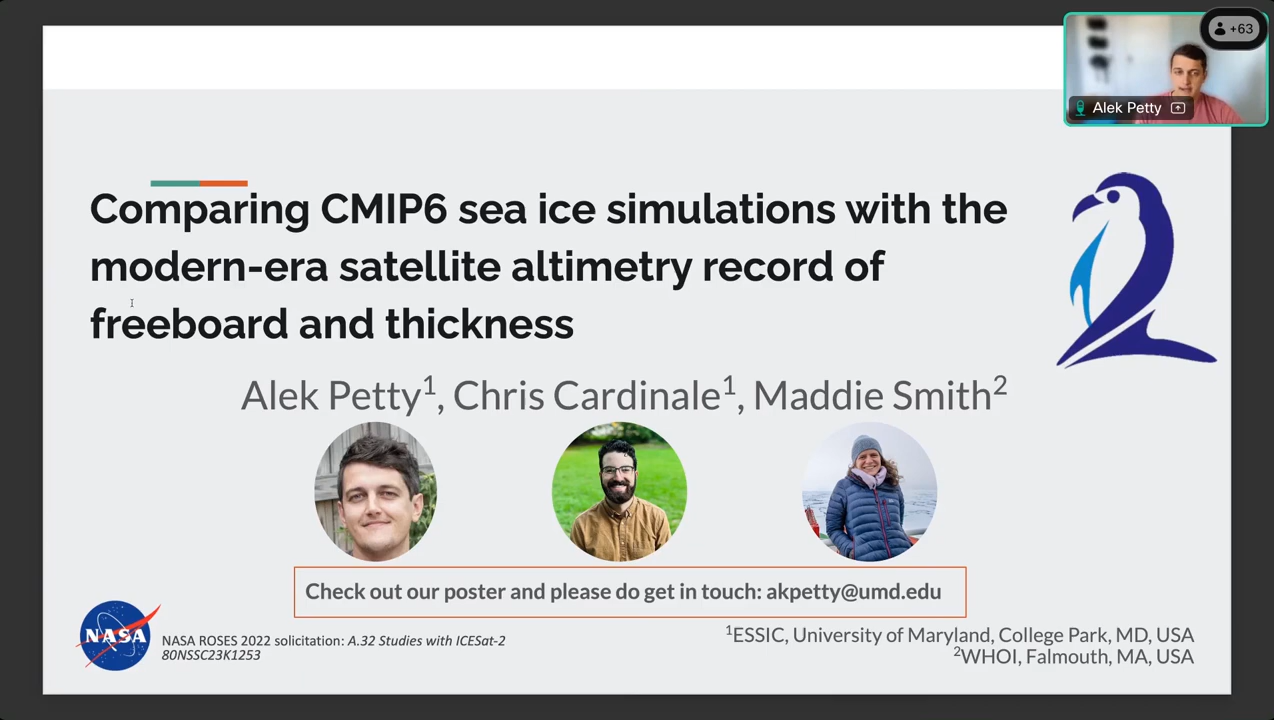 +63
Alek Petty
Comparing CMIP6 sea ice simulations with the
modern-era satellite altimetry record of
freeboard and thickness
Alek Petty¹, Chris Cardinale¹, Maddie Smith²
Check out our poster and please do get in touch: akpetty@umd.edu
NASA
NASA ROSES 2022 solicitation: A.32 Studies with ICESat-2
80NSSC23K1253
¹ESSIC, University of Maryland, College Park, MD, USA
²WHOI, Falmouth, MA, USA